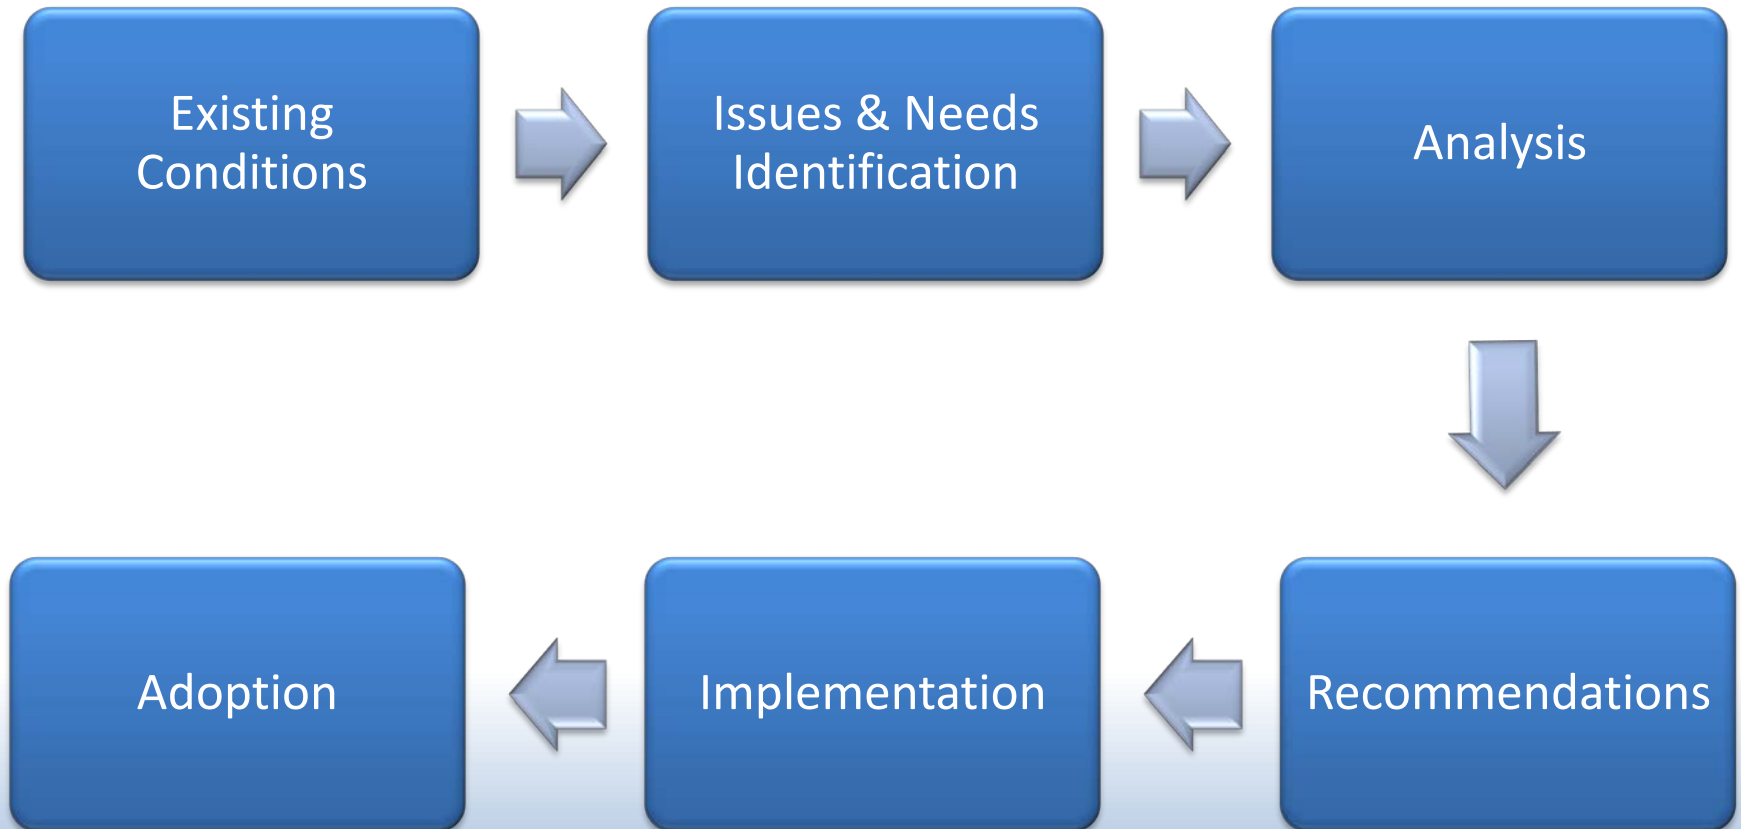 Existing
Conditions
Issues & Needs
Identification
Analysis
Recommendations
Implementation
Adoption